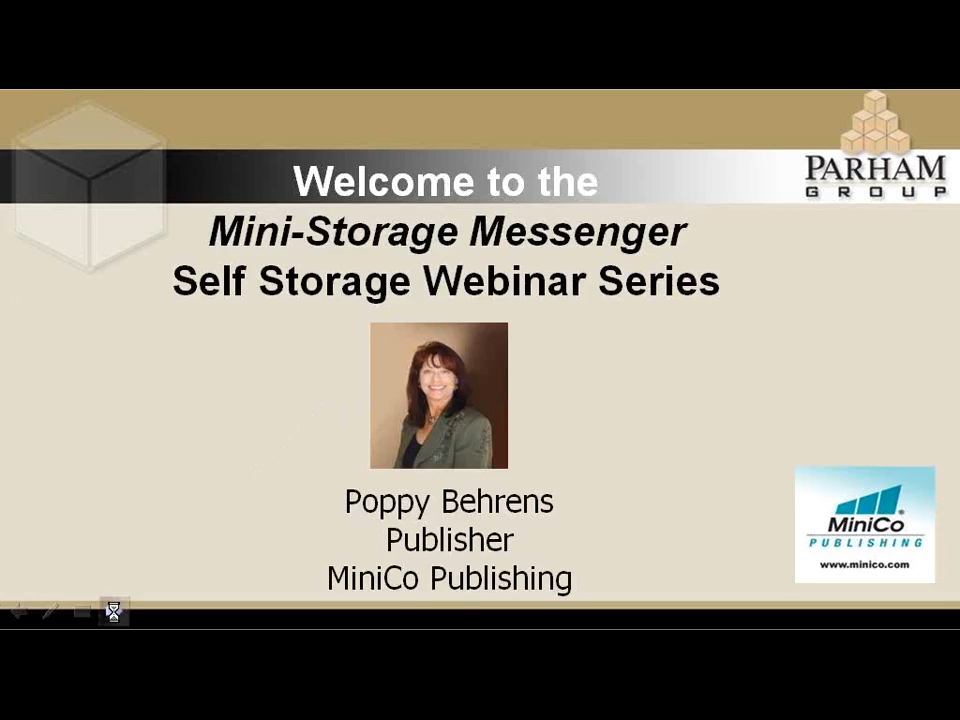 PARHAM
GROUP
Welcome to the
Mini-Storage Messenger
Self Storage Webinar Series
Poppy Behrens
Publisher
MiniCo Publishing
MiniCo®
PUBLISHING
www.minico.com